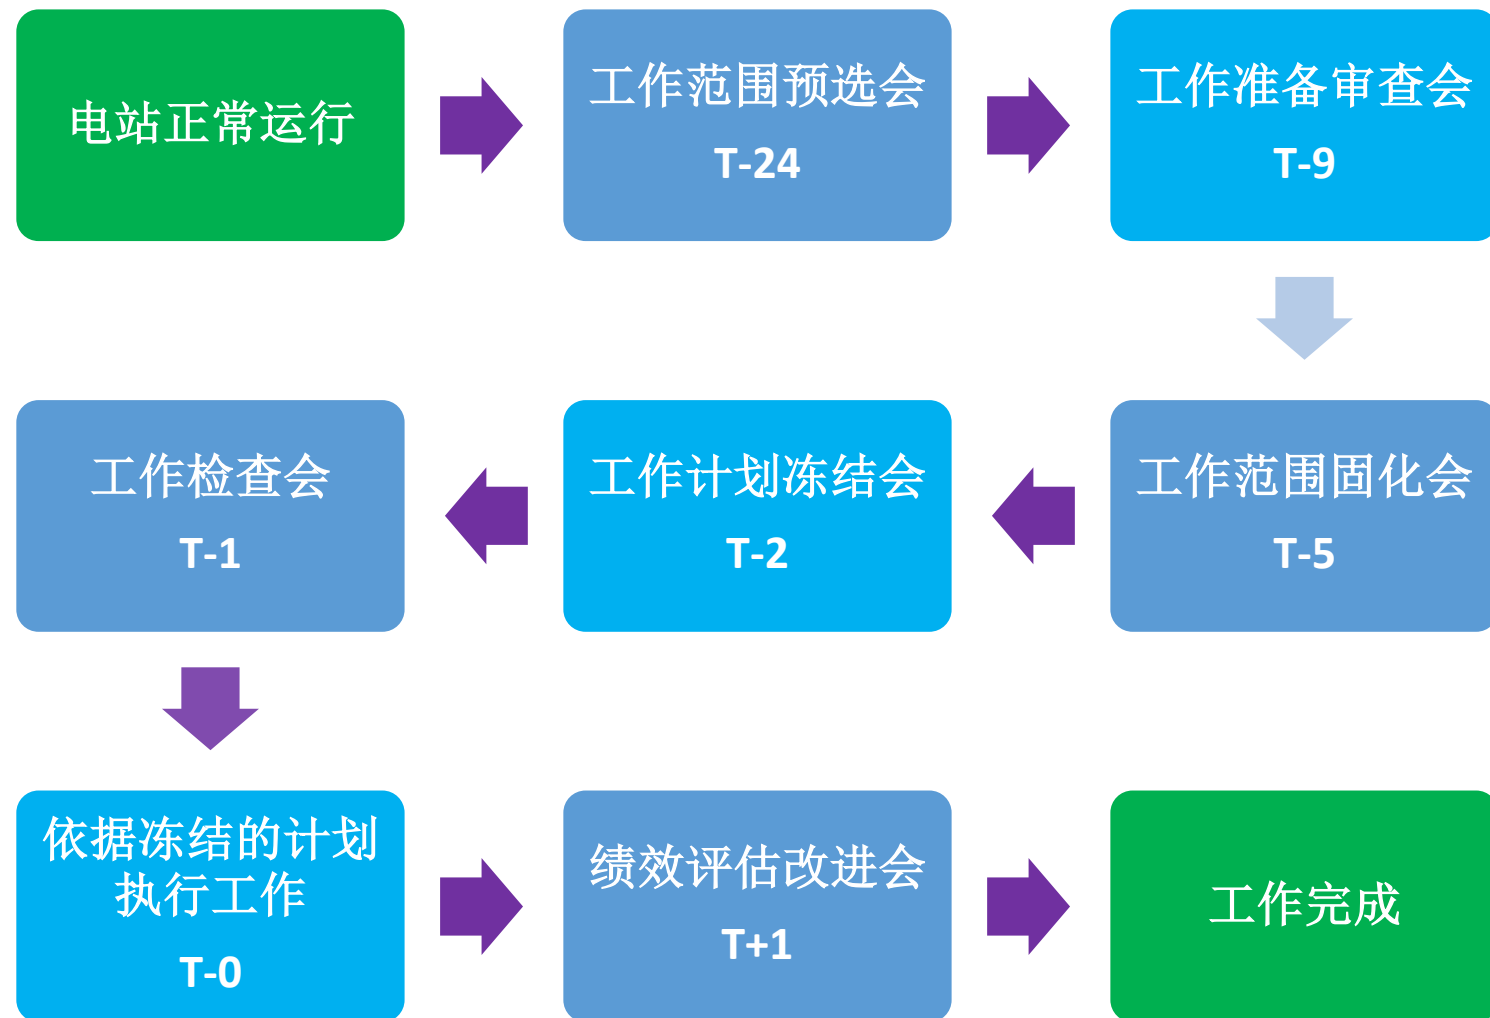 电站正常运行
工作范围预选会
T-24
工作准备审查会
T-9
工作范围固化会
T-5
工作计划冻结会
T-2
工作检查会
T-1
依据冻结的计划
执行工作
T-0
绩效评估改进会
T+1
工作完成